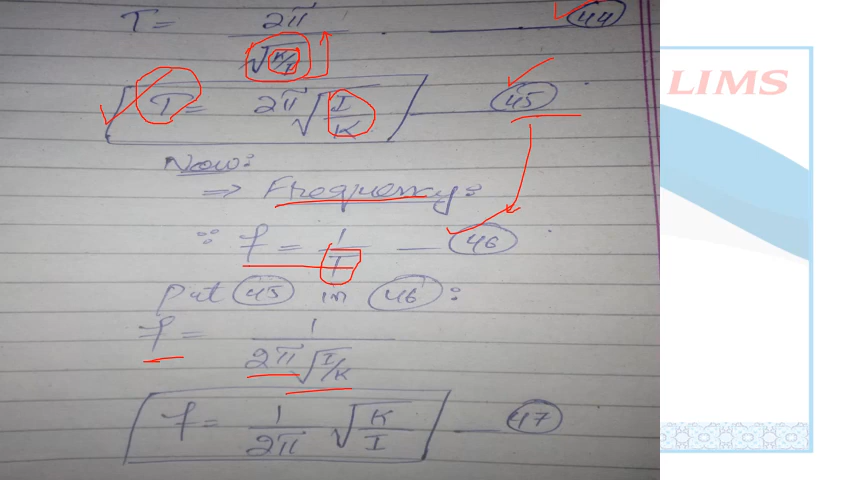 T = 2π / √(K/I) . ——— (44)
T = 2π √(I/K) ——— (45)
Now:
⇒ Frequency:
∵ f = 1/T — (46)
Put (45) in (46):
f = 1 / 2π√(I/K)
f = 1/2π √(K/I) ——— (47)
LIMS